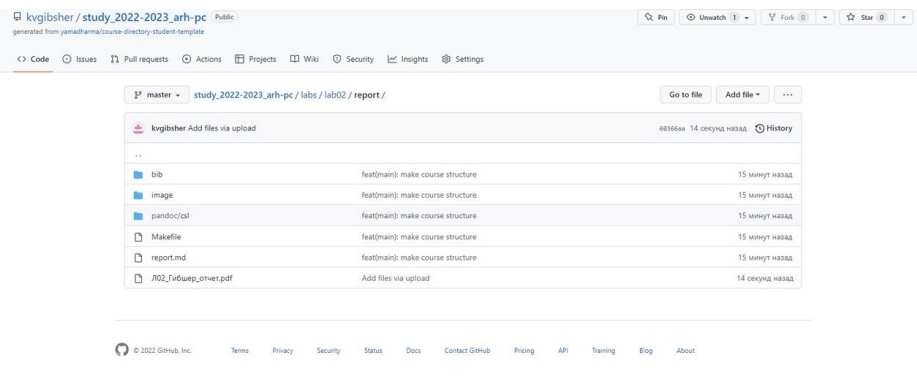 kvgibsher / study_2022-2023_arh-pc Public
Pin Unwatch 1 Fork 0 Star 0
generated from yamadharma/course-directory-student-template
Code Issues Pull requests Actions Projects Wiki Security Insights Settings
master study_2022-2023_arh-pc / labs / lab02 / report / Go to file Add file ...
kvgibsher Add files via upload 60366aa 14 секунд назад History
..
bib feat(main): make course structure 15 минут назад
image feat(main): make course structure 15 минут назад
pandoc/csl feat(main): make course structure 15 минут назад
Makefile feat(main): make course structure 15 минут назад
report.md feat(main): make course structure 15 минут назад
Л02_Гибшер_отчет.pdf Add files via upload 14 секунд назад
© 2022 GitHub, Inc. Terms Privacy Security Status Docs Contact GitHub Pricing API Training Blog About